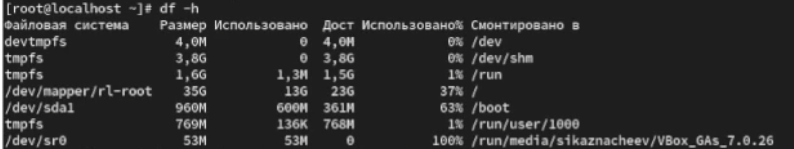 [root@localhost ~]# df -h
Файловая система Размер Использовано Дост Использовано% Смонтировано в
devtmpfs 4,0M 0 4,0M 0% /dev
tmpfs 3,8G 0 3,8G 0% /dev/shm
tmpfs 1,6G 1,3M 1,5G 1% /run
/dev/mapper/rl-root 35G 13G 23G 37% /
/dev/sda1 960M 600M 361M 63% /boot
tmpfs 769M 136K 768M 1% /run/user/1000
/dev/sr0 53M 53M 0 100% /run/media/sikaznacheev/VBox_GAs_7.0.26